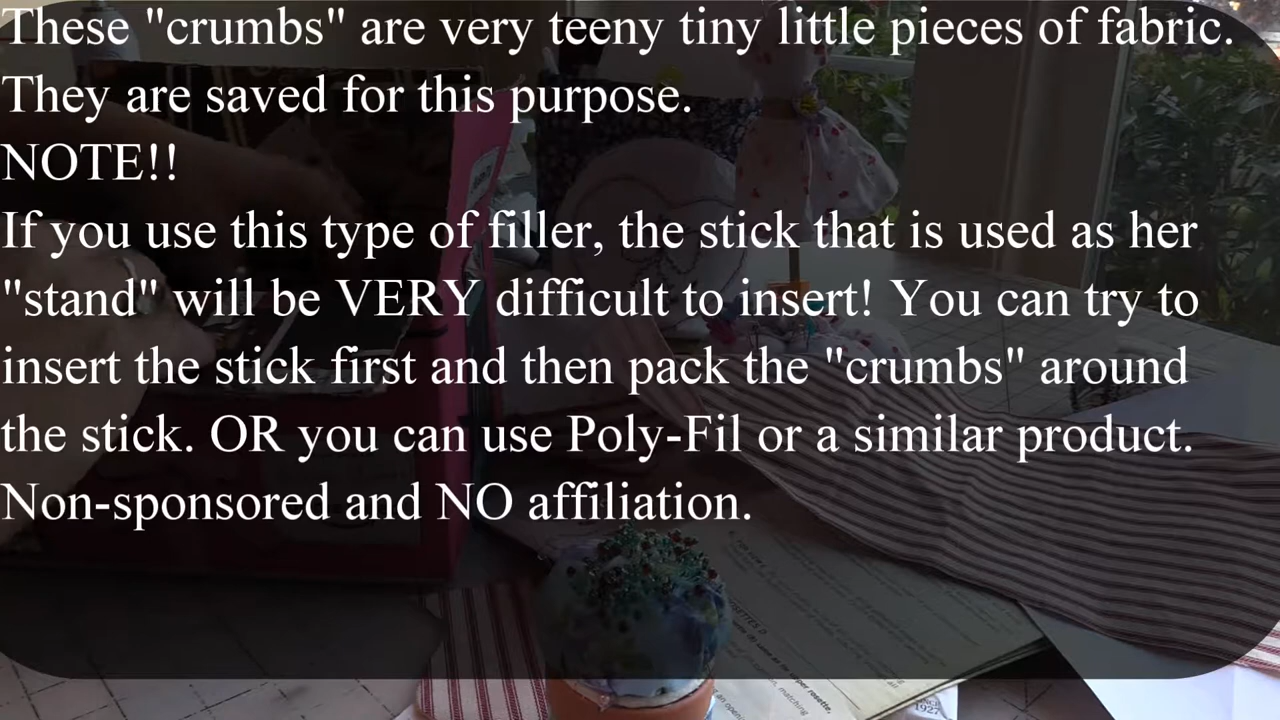 These "crumbs" are very teeny tiny little pieces of fabric.
They are saved for this purpose.
NOTE!!
If you use this type of filler, the stick that is used as her
"stand" will be VERY difficult to insert! You can try to
insert the stick first and then pack the "crumbs" around
the stick. OR you can use Poly-Fil or a similar product.
Non-sponsored and NO affiliation.
1927